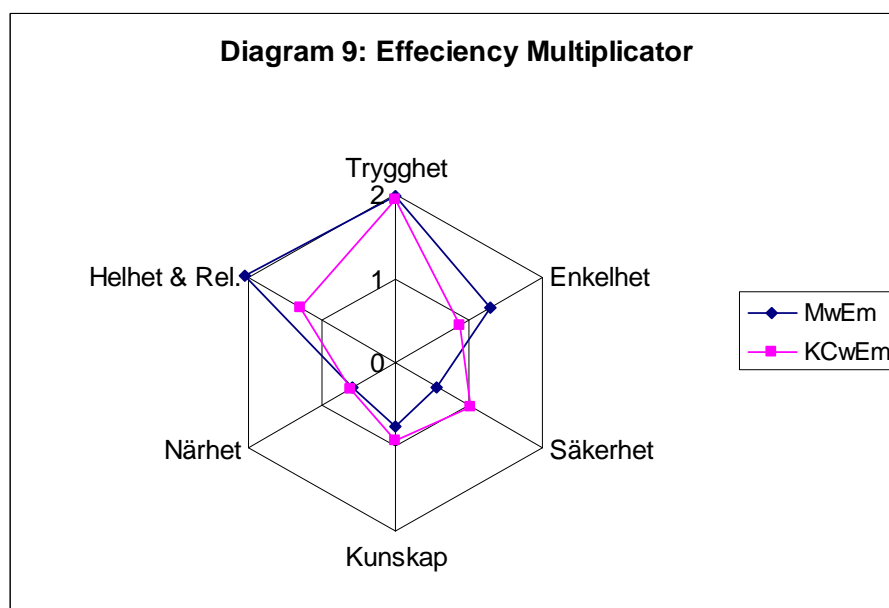 Diagram 9: Effeciency Multiplicator
Trygghet
2
Helhet & Rel.
1
Enkelhet
MwEm
KCwEm
0
Närhet
Säkerhet
Kunskap